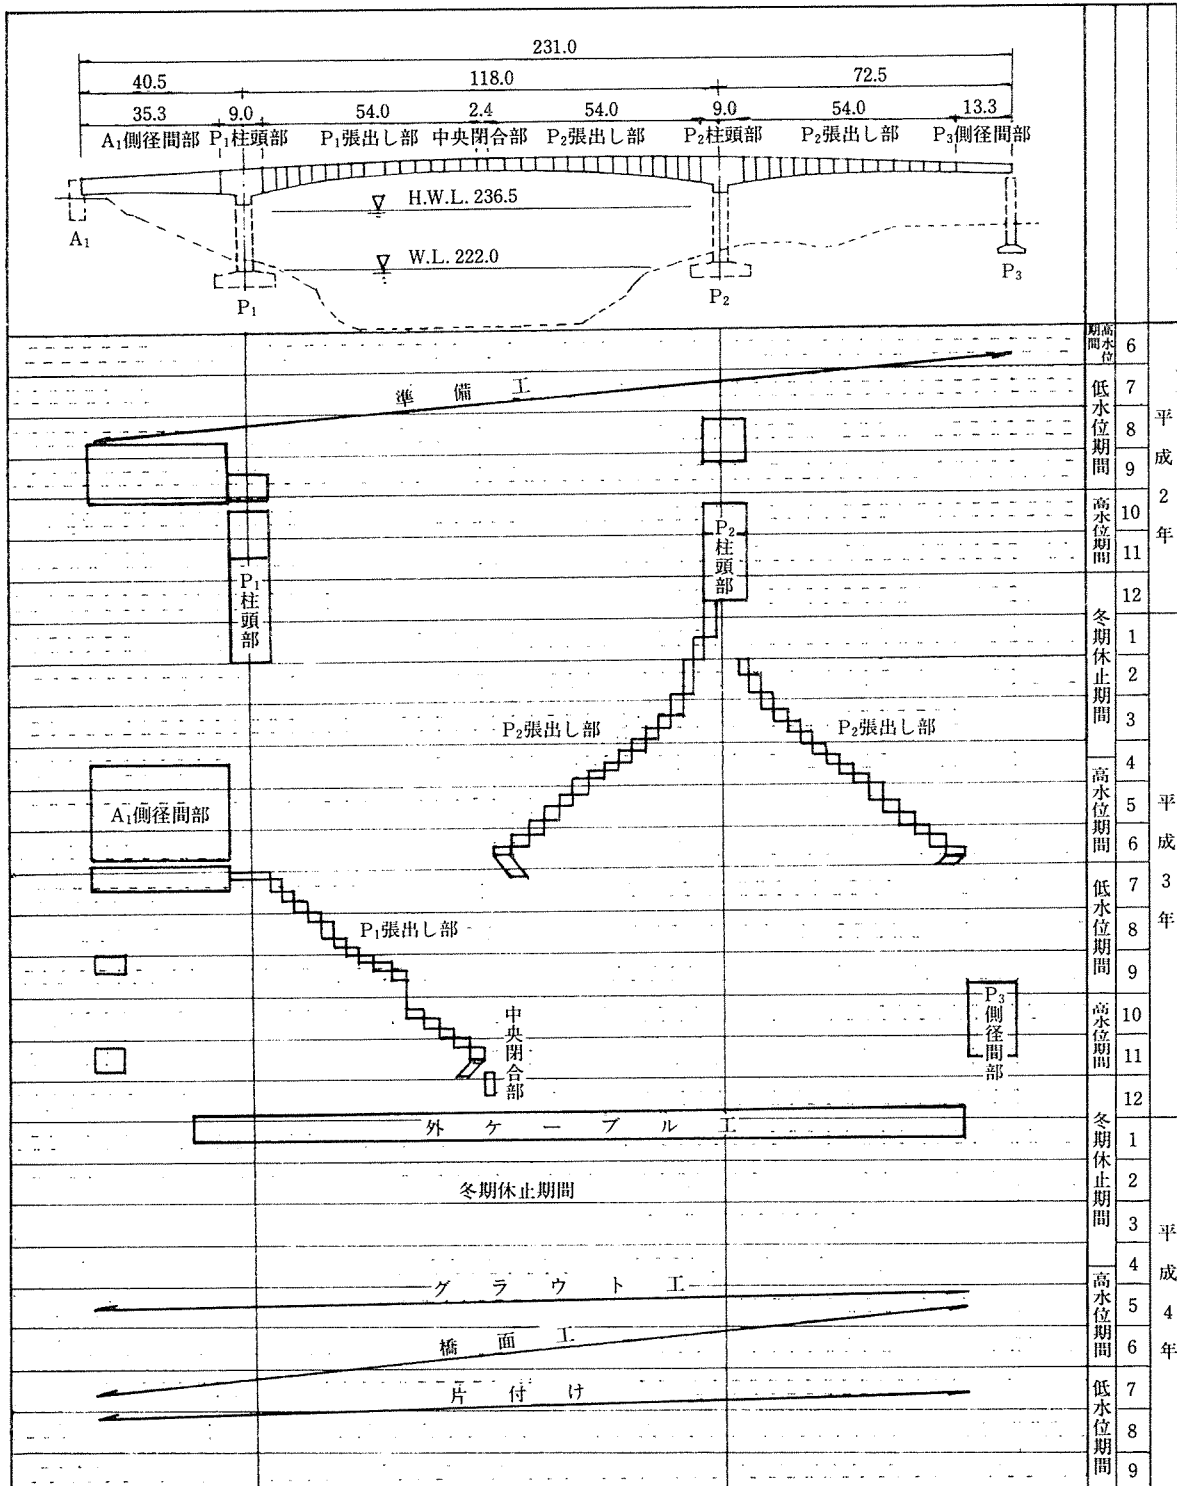 231.0
40.5 118.0 72.5
35.3 9.0 54.0 2.4 54.0 9.0 54.0 13.3
A₁側径間部 P₁柱頭部 P₁張出し部 中央閉合部 P₂張出し部 P₂柱頭部 P₂張出し部 P₃側径間部
H.W.L. 236.5
A₁
W.L. 222.0
P₁ P₂ P₃
高水位期間 6
準備工
低水位期間 7
8
9
平成2年
高水位期間 10
11
P₂柱頭部
P₁柱頭部
12
冬期休止期間 1
2
3
P₂張出し部 P₂張出し部
4
高水位期間 5
6
A₁側径間部
平成3年
低水位期間 7
8
9
P₁張出し部
P₃側径間部
高水位期間 10
11
中央閉合部
12
外ケーブル工
冬期休止期間 1
2
3
冬期休止期間
4
平成4年
グラウト工
高水位期間 5
6
橋面工
片付け
低水位期間 7
8
9